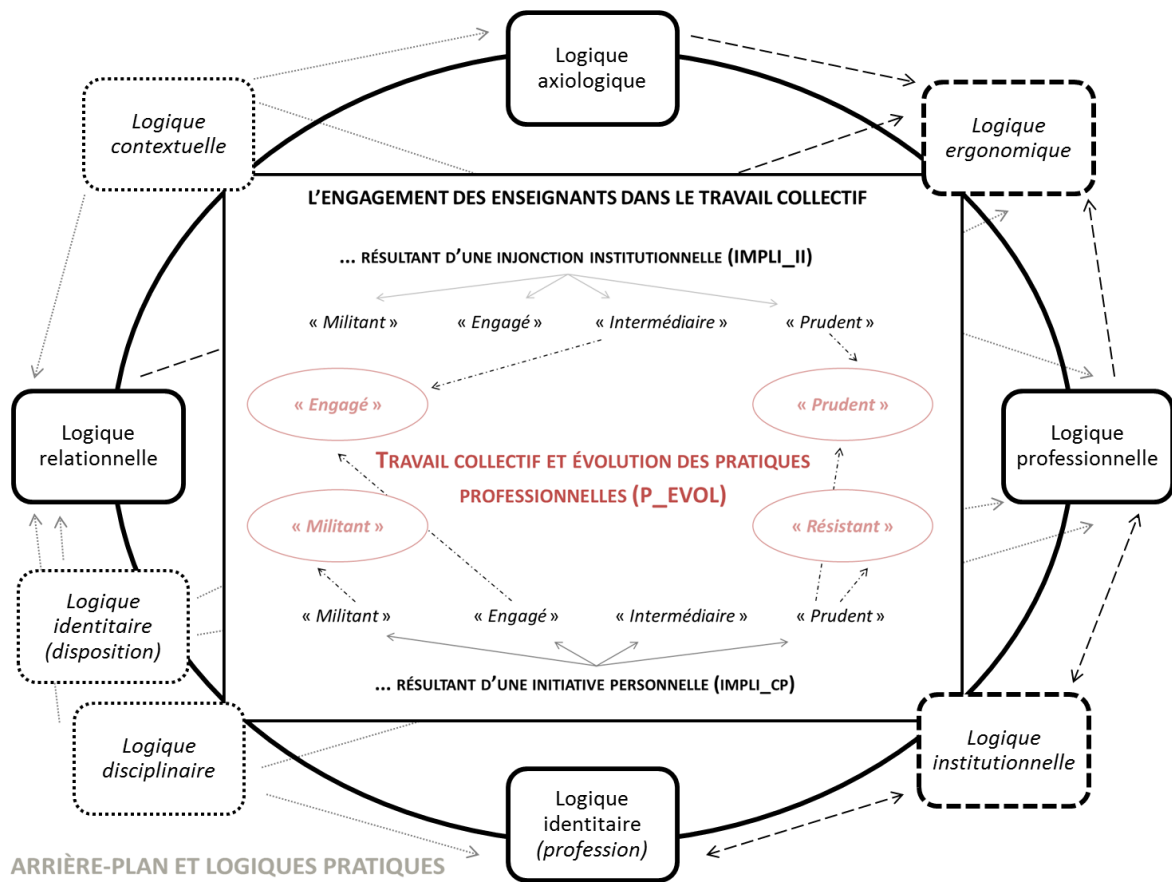 Logique
axiologique
Logique
contextuelle
Logique
ergonomique
L'ENGAGEMENT DES ENSEIGNANTS DANS LE TRAVAIL COLLECTIF
... RÉSULTANT D'UNE INJONCTION INSTITUTIONNELLE (IMPLI_II)
« Militant » « Engagé » « Intermédiaire » « Prudent »
« Engagé » « Prudent »
Logique
relationnelle
Logique
professionnelle
TRAVAIL COLLECTIF ET ÉVOLUTION DES PRATIQUES
PROFESSIONNELLES (P_EVOL)
« Militant » « Résistant »
Logique
identitaire
(disposition)
« Militant » « Engagé » « Intermédiaire » « Prudent »
... RÉSULTANT D'UNE INITIATIVE PERSONNELLE (IMPLI_CP)
Logique
disciplinaire
Logique
institutionnelle
Logique
identitaire
(profession)
ARRIÈRE-PLAN ET LOGIQUES PRATIQUES